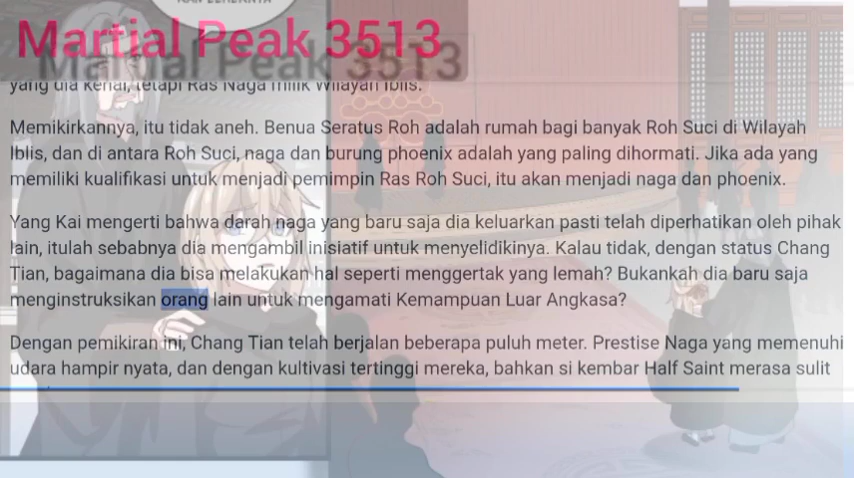 Martial Peak 3513
Martial Peak 3513
yang dia kenal, tetapi Ras Naga milik Wilayah Iblis.
Memikirkannya, itu tidak aneh. Benua Seratus Roh adalah rumah bagi banyak Roh Suci di Wilayah
Iblis, dan di antara Roh Suci, naga dan burung phoenix adalah yang paling dihormati. Jika ada yang
memiliki kualifikasi untuk menjadi pemimpin Ras Roh Suci, itu akan menjadi naga dan phoenix.
Yang Kai mengerti bahwa darah naga yang baru saja dia keluarkan pasti telah diperhatikan oleh pihak
lain, itulah sebabnya dia mengambil inisiatif untuk menyelidikinya. Kalau tidak, dengan status Chang
Tian, bagaimana dia bisa melakukan hal seperti menggertak yang lemah? Bukankah dia baru saja
menginstruksikan orang lain untuk mengamati Kemampuan Luar Angkasa?
Dengan pemikiran ini, Chang Tian telah berjalan beberapa puluh meter. Prestise Naga yang memenuhi
udara hampir nyata, dan dengan kultivasi tertinggi mereka, bahkan si kembar Half Saint merasa sulit